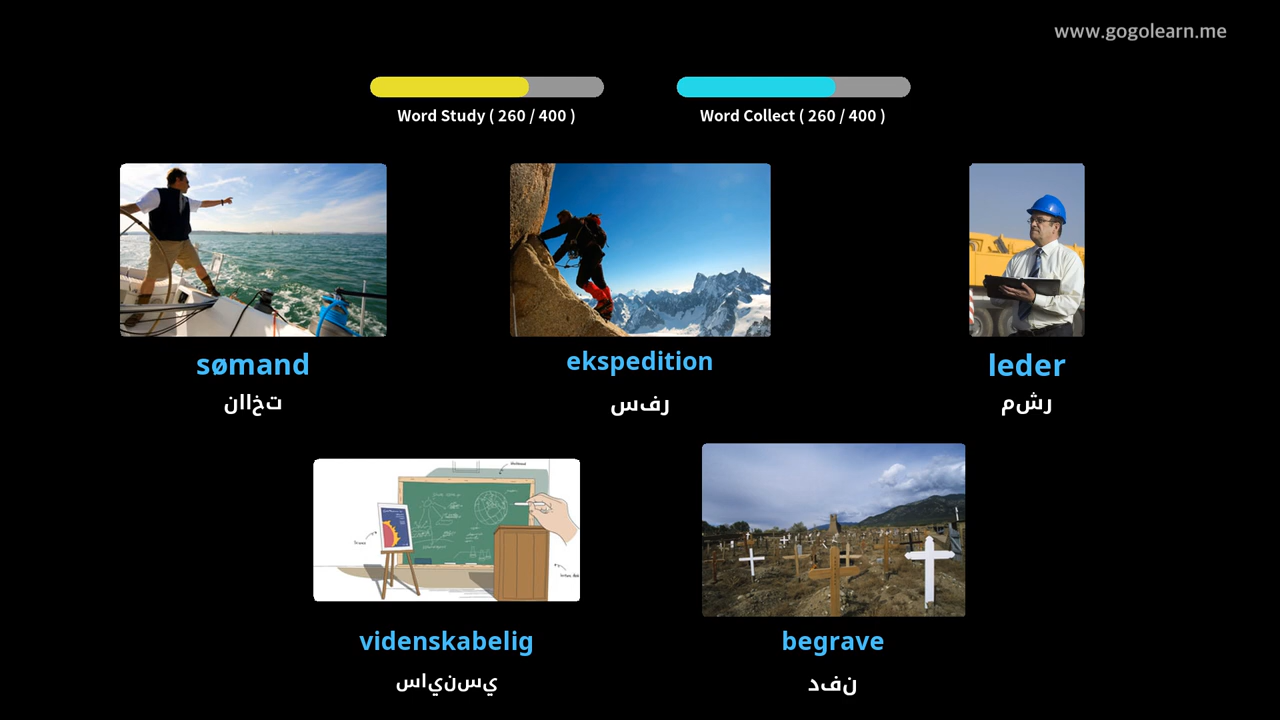 www.gogolearn.me
Word Study ( 260 / 400 )
Word Collect ( 260 / 400 )
sømand
تخاان
ekspedition
رفس
leder
رشم
videnskabelig
يسنياس
begrave
نفد